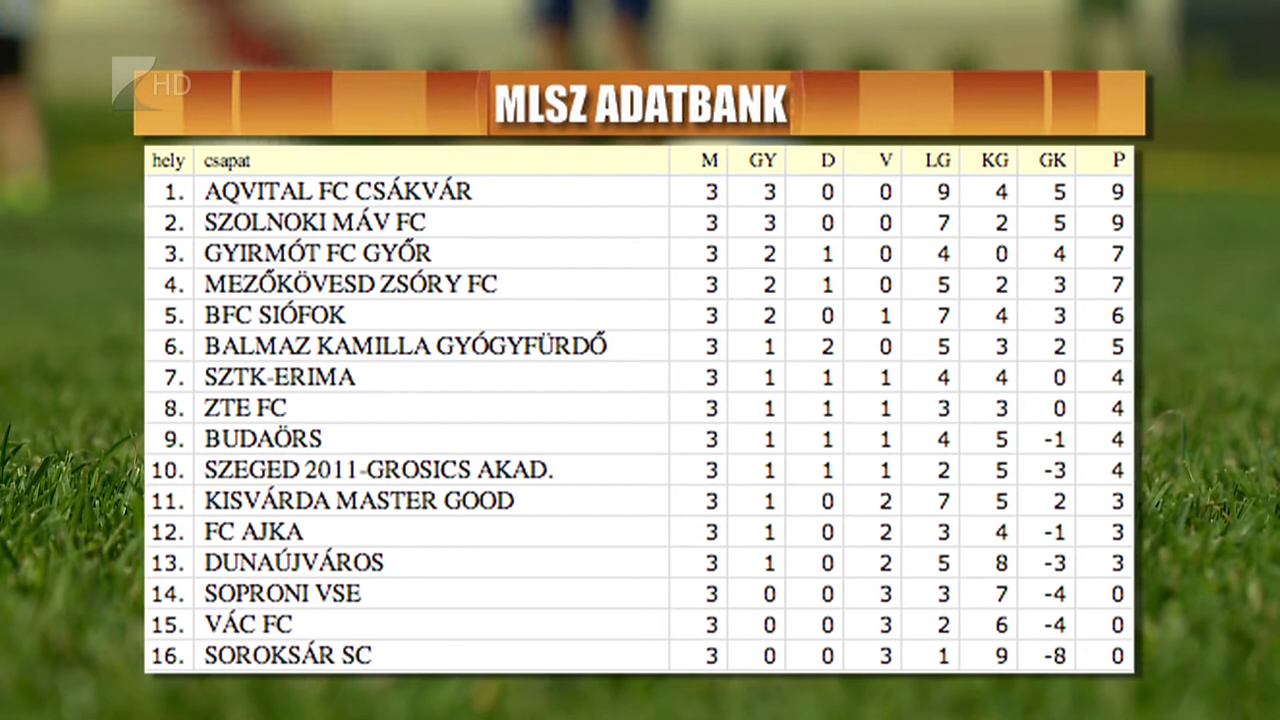 HD
MLSZ ADATBANK
hely csapat M GY D V LG KG GK P
1. AQVITAL FC CSÁKVÁR 3 3 0 0 9 4 5 9
2. SZOLNOKI MÁV FC 3 3 0 0 7 2 5 9
3. GYIRMÓT FC GYŐR 3 2 1 0 4 0 4 7
4. MEZŐKÖVESD ZSÓRY FC 3 2 1 0 5 2 3 7
5. BFC SIÓFOK 3 2 0 1 7 4 3 6
6. BALMAZ KAMILLA GYÓGYFÜRDŐ 3 1 2 0 5 3 2 5
7. SZTK-ERIMA 3 1 1 1 4 4 0 4
8. ZTE FC 3 1 1 1 3 3 0 4
9. BUDAÖRS 3 1 1 1 4 5 -1 4
10. SZEGED 2011-GROSICS AKAD. 3 1 1 1 2 5 -3 4
11. KISVÁRDA MASTER GOOD 3 1 0 2 7 5 2 3
12. FC AJKA 3 1 0 2 3 4 -1 3
13. DUNAÚJVÁROS 3 1 0 2 5 8 -3 3
14. SOPRONI VSE 3 0 0 3 3 7 -4 0
15. VÁC FC 3 0 0 3 2 6 -4 0
16. SOROKSÁR SC 3 0 0 3 1 9 -8 0